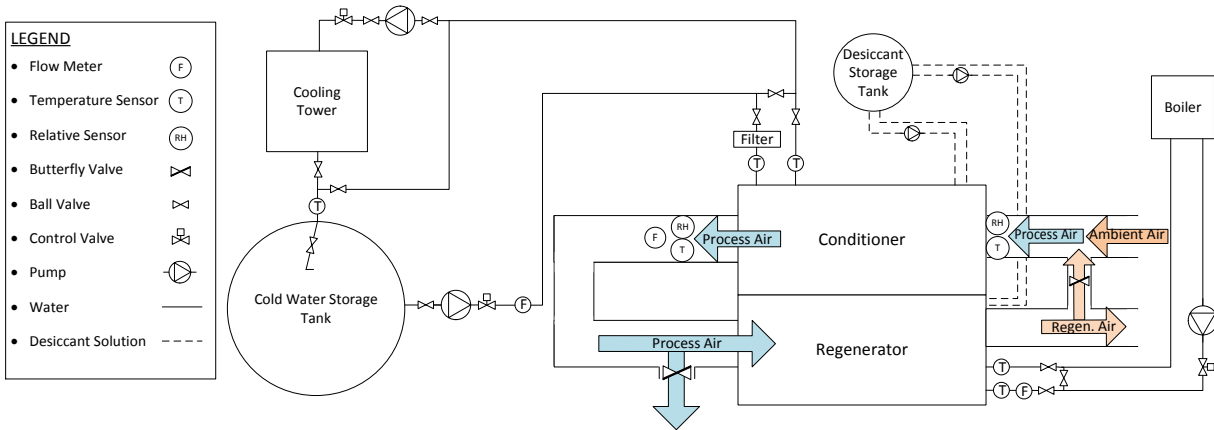 LEGEND
• Flow Meter F
• Temperature Sensor T
• Relative Sensor RH
• Butterfly Valve
• Ball Valve
• Control Valve
• Pump
• Water
• Desiccant Solution
Cooling
Tower
T
Cold Water Storage
Tank
F
Filter
T
T
Desiccant
Storage
Tank
Boiler
F
RH
T
Process Air
Conditioner
RH
T
Process Air
Ambient Air
Process Air
Regenerator
Regen. Air
T
T
F